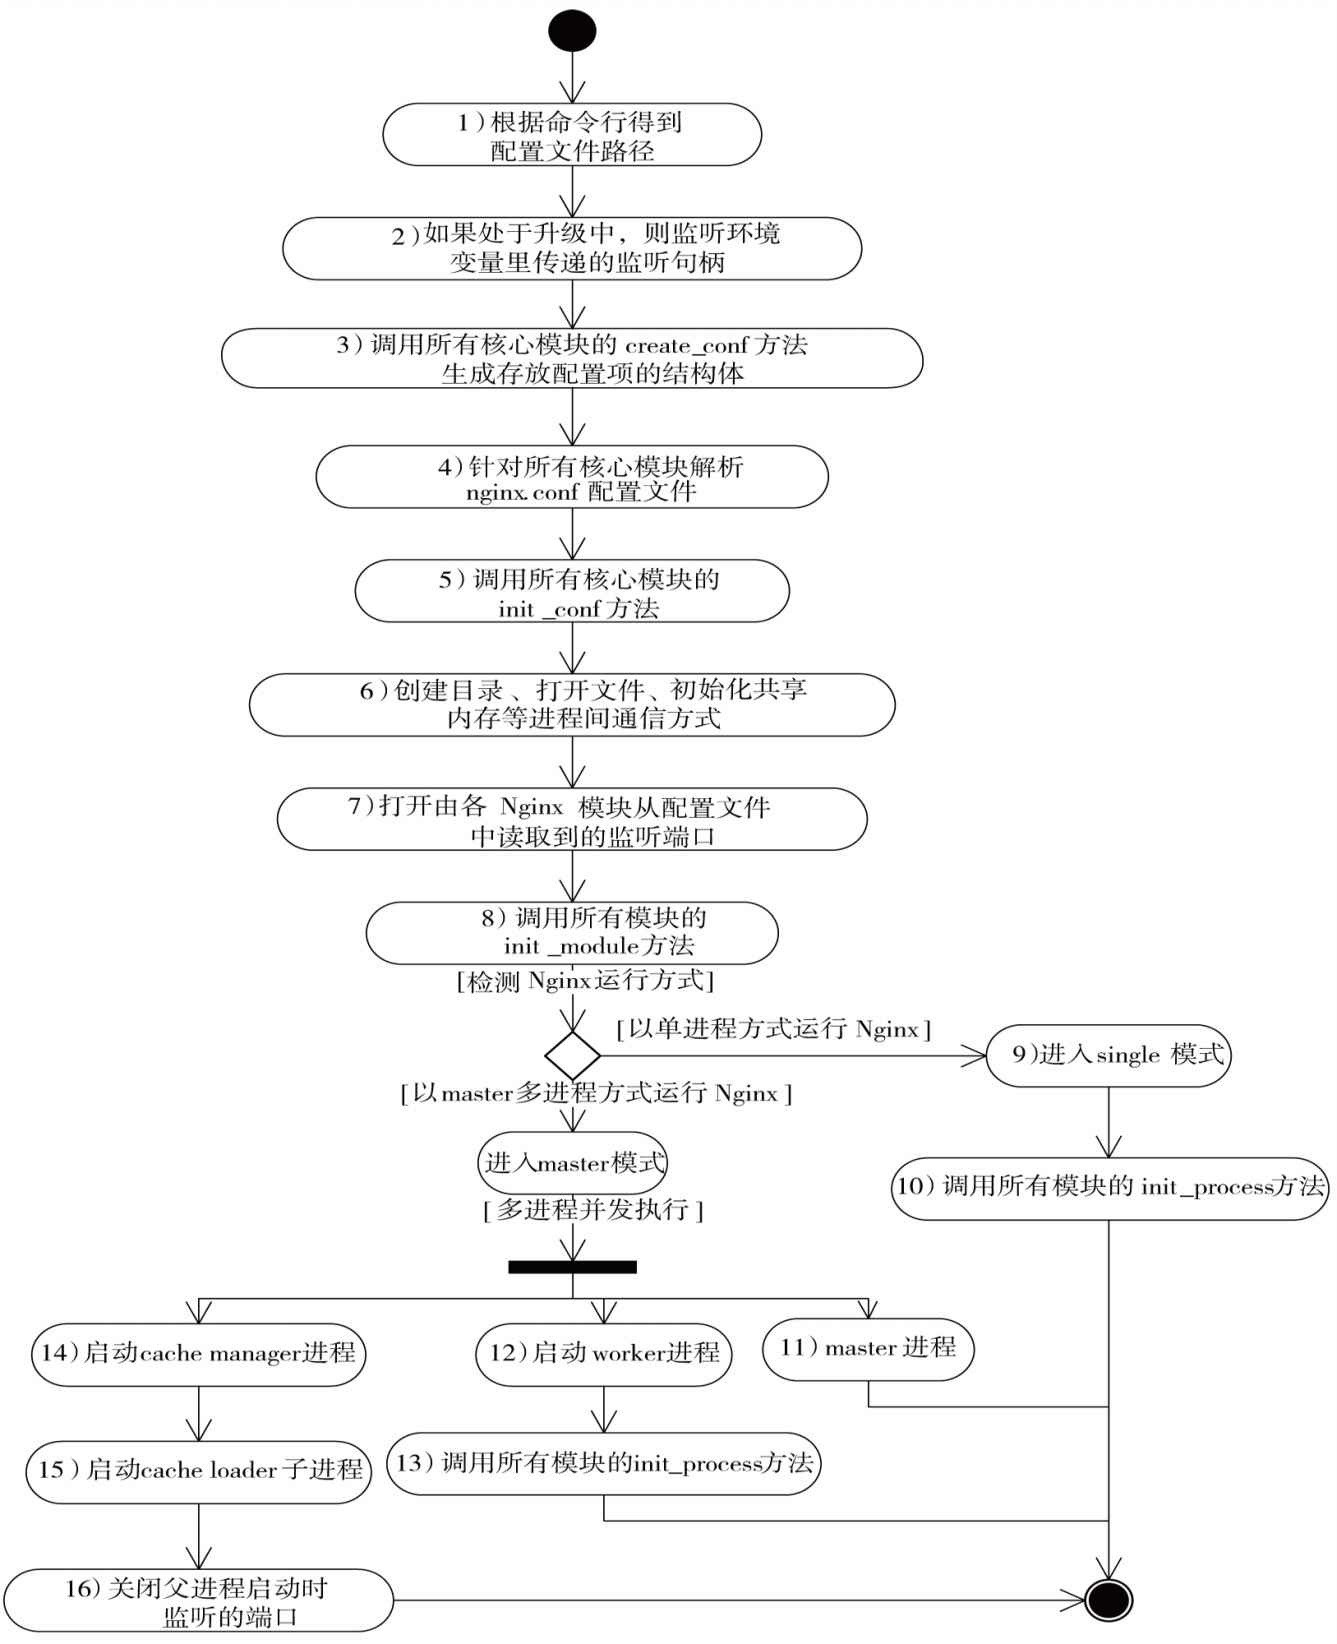 1)根据命令行得到
配置文件路径
2)如果处于升级中，则监听环境
变量里传递的监听句柄
3)调用所有核心模块的 create_conf 方法
生成存放配置项的结构体
4)针对所有核心模块解析
nginx.conf 配置文件
5)调用所有核心模块的
init _conf 方法
6)创建目录、打开文件、初始化共享
内存等进程间通信方式
7)打开由各 Nginx 模块从配置文件
中读取到的监听端口
8)调用所有模块的
init _module方法
[检测 Nginx运行方式]
[以单进程方式运行 Nginx]
9)进入single 模式
[以master多进程方式运行 Nginx]
进入master模式
10)调用所有模块的 init_process方法
[多进程并发执行]
14)启动cache manager进程
12)启动 worker进程
11)master 进程
15)启动cache loader 子进程
13)调用所有模块的init_process方法
16)关闭父进程启动时
监听的端口